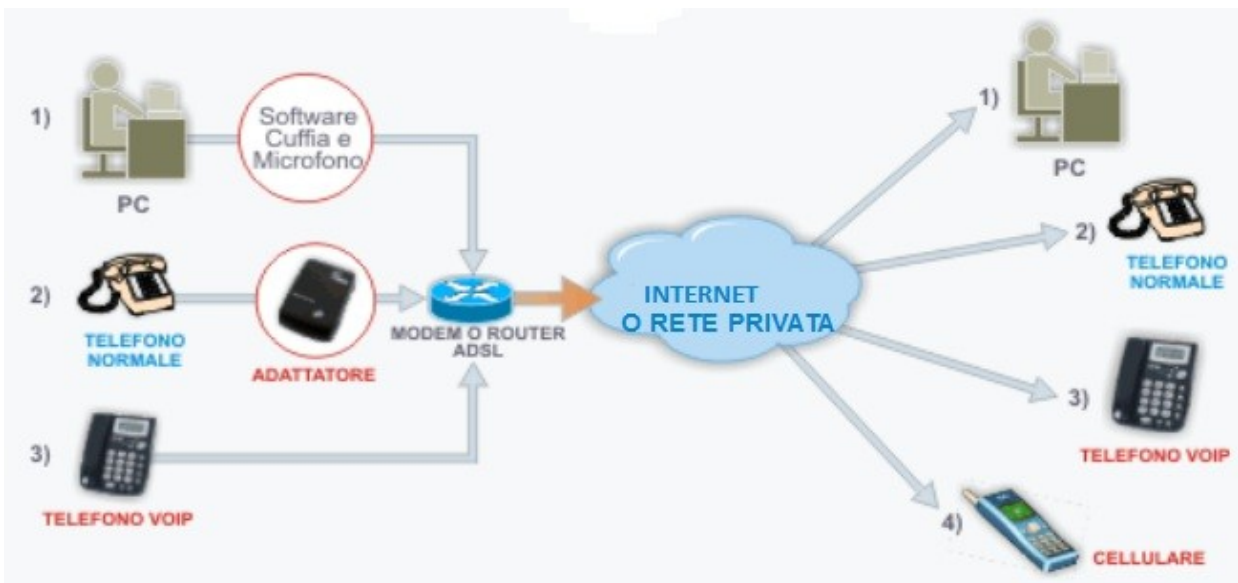 1)
Software
Cuffia e
Microfono
PC
2)
TELEFONO
NORMALE
ADATTATORE
MODEM O ROUTER
ADSL
3)
TELEFONO VOIP
INTERNET
O RETE PRIVATA
1)
PC
2)
TELEFONO
NORMALE
3)
TELEFONO VOIP
4)
CELLULARE